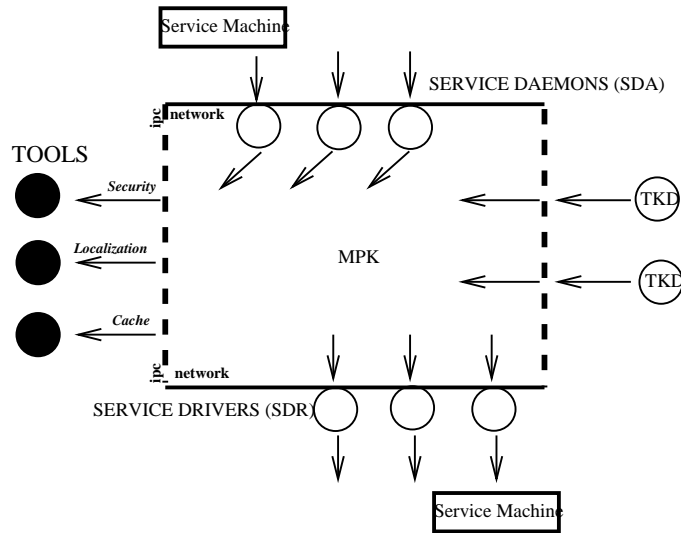 Service Machine
SERVICE DAEMONS (SDA)
ipc
network
TOOLS
Security
TKD
Localization
MPK
TKD
Cache
ipc
network
SERVICE DRIVERS (SDR)
Service Machine